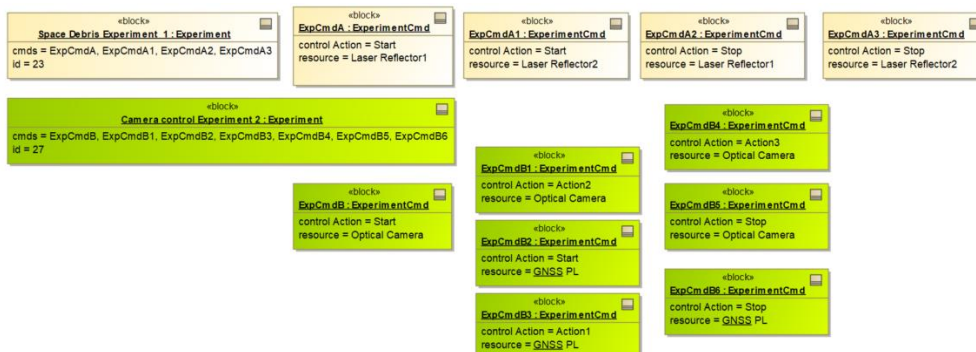 «block»
Space Debris Experiment 1 : Experiment
cmds = ExpCmdA, ExpCmdA1, ExpCmdA2, ExpCmdA3
id = 23
«block»
ExpCmdA : ExperimentCmd
control Action = Start
resource = Laser Reflector1
«block»
ExpCmdA1 : ExperimentCmd
control Action = Start
resource = Laser Reflector2
«block»
ExpCmdA2 : ExperimentCmd
control Action = Stop
resource = Laser Reflector1
«block»
ExpCmdA3 : ExperimentCmd
control Action = Stop
resource = Laser Reflector2
«block»
Camera control Experiment 2 : Experiment
cmds = ExpCmdB, ExpCmdB1, ExpCmdB2, ExpCmdB3, ExpCmdB4, ExpCmdB5, ExpCmdB6
id = 27
«block»
ExpCmdB : ExperimentCmd
control Action = Start
resource = Optical Camera
«block»
ExpCmdB1 : ExperimentCmd
control Action = Action2
resource = Optical Camera
«block»
ExpCmdB2 : ExperimentCmd
control Action = Start
resource = GNSS PL
«block»
ExpCmdB3 : ExperimentCmd
control Action = Action1
resource = GNSS PL
«block»
ExpCmdB4 : ExperimentCmd
control Action = Action3
resource = Optical Camera
«block»
ExpCmdB5 : ExperimentCmd
control Action = Stop
resource = Optical Camera
«block»
ExpCmdB6 : ExperimentCmd
control Action = Stop
resource = GNSS PL